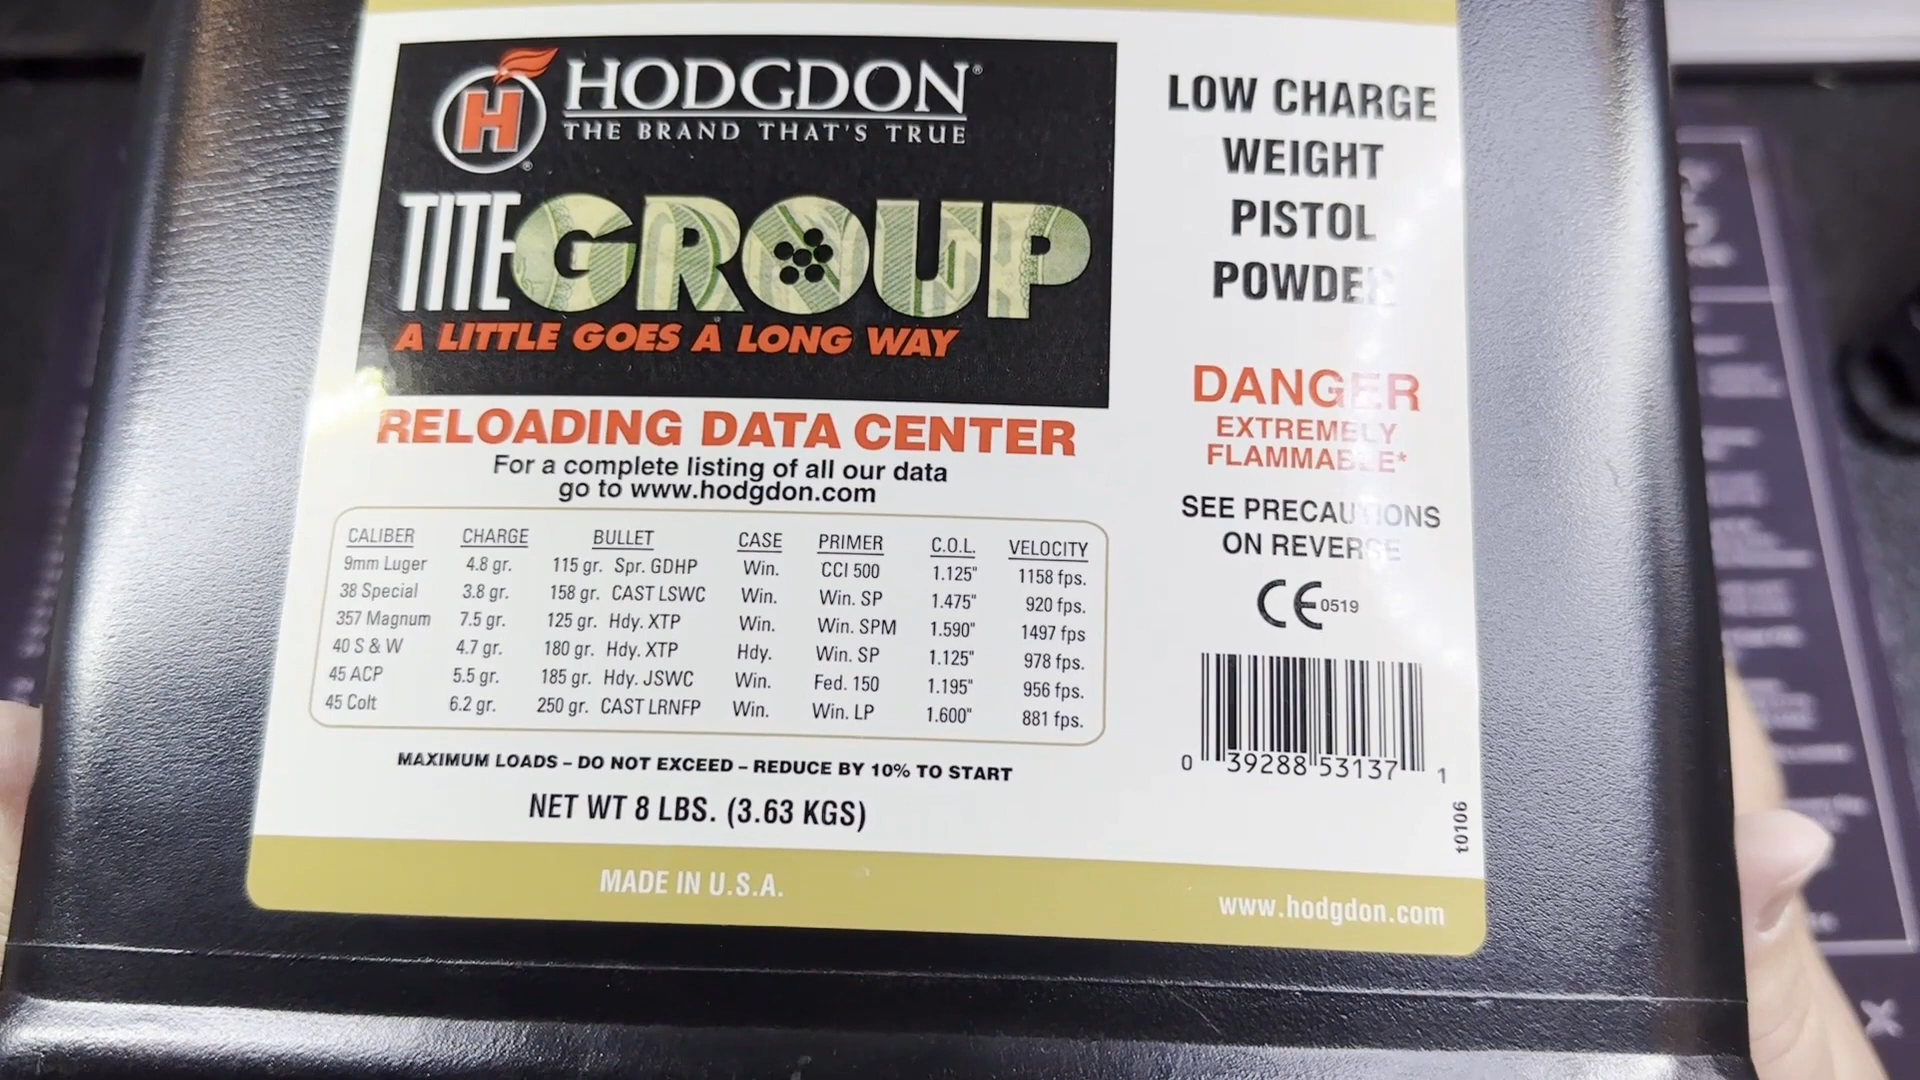 HODGDON®
THE BRAND THAT'S TRUE
H
TITEGROUP
A LITTLE GOES A LONG WAY
LOW CHARGE
WEIGHT
PISTOL
POWDER
DANGER
EXTREMELY
FLAMMABLE*
SEE PRECAUTIONS
ON REVERSE
CE 0519
RELOADING DATA CENTER
For a complete listing of all our data
go to www.hodgdon.com
CALIBER CHARGE BULLET CASE PRIMER C.O.L. VELOCITY
9mm Luger 4.8 gr. 115 gr. Spr. GDHP Win. CCI 500 1.125" 1158 fps.
38 Special 3.8 gr. 158 gr. CAST LSWC Win. Win. SP 1.475" 920 fps.
357 Magnum 7.5 gr. 125 gr. Hdy. XTP Win. Win. SPM 1.590" 1497 fps
40 S & W 4.7 gr. 180 gr. Hdy. XTP Hdy. Win. SP 1.125" 978 fps.
45 ACP 5.5 gr. 185 gr. Hdy. JSWC Win. Fed. 150 1.195" 956 fps.
45 Colt 6.2 gr. 250 gr. CAST LRNFP Win. Win. LP 1.600" 881 fps.
MAXIMUM LOADS – DO NOT EXCEED – REDUCE BY 10% TO START
NET WT 8 LBS. (3.63 KGS)
0 39288 53137 1
t0106
MADE IN U.S.A.
www.hodgdon.com